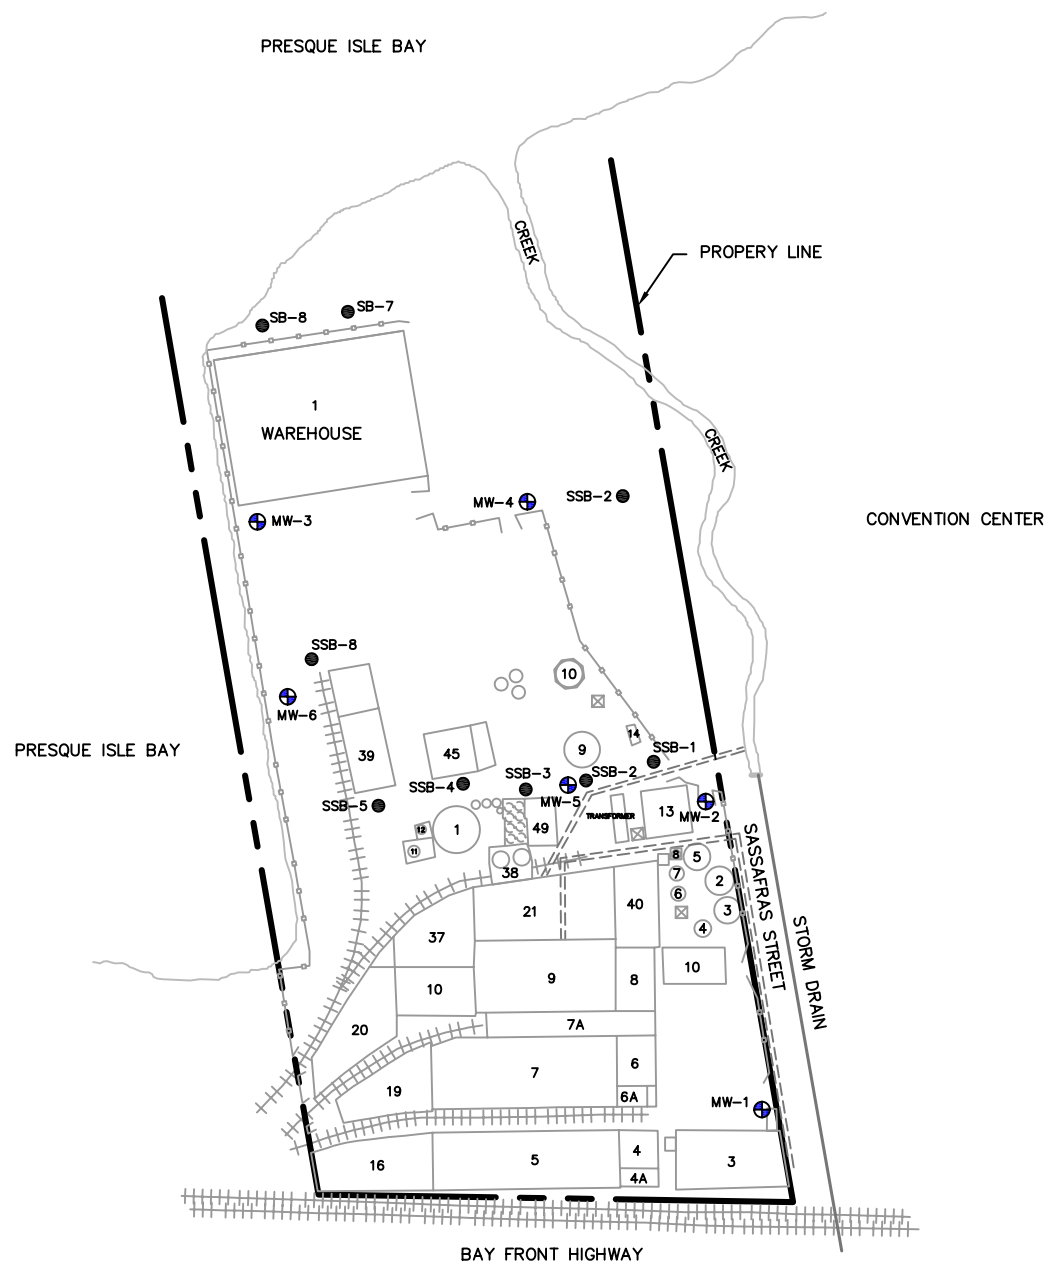 PRESQUE ISLE BAY
CREEK
PROPERY LINE
SB-7
SB-8
1
WAREHOUSE
CREEK
SSB-2
MW-4
MW-3
CONVENTION CENTER
SSB-8
10
MW-6
14
PRESQUE ISLE BAY
39
45
9
SSB-1
SSB-2
SSB-3
SSB-4
MW-5
SSB-5
TRANSFORMER
13
MW-2
12
1
49
11
38
8
5
7
2
6
3
4
SASSAFRAS STREET
STORM DRAIN
40
21
37
10
9
8
10
20
7A
7
6
19
6A
MW-1
4
5
16
3
4A
BAY FRONT HIGHWAY